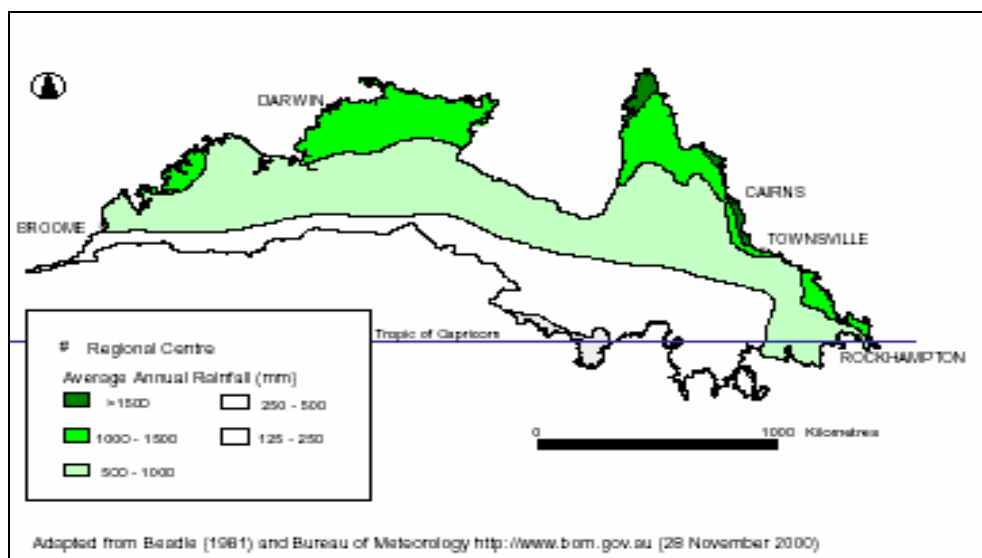 DARWIN
CAIRNS
BROOME
TOWNSVILLE
Tropic of Capricorn
ROCKHAMPTON
# Regional Centre
Average Annual Rainfall (mm)
>1500 250 - 500
1000 - 1500 125 - 250
500 - 1000
0 1000 Kilometres
Adapted from Beadle (1981) and Bureau of Meteorology http://www.bom.gov.au (28 November 2000)